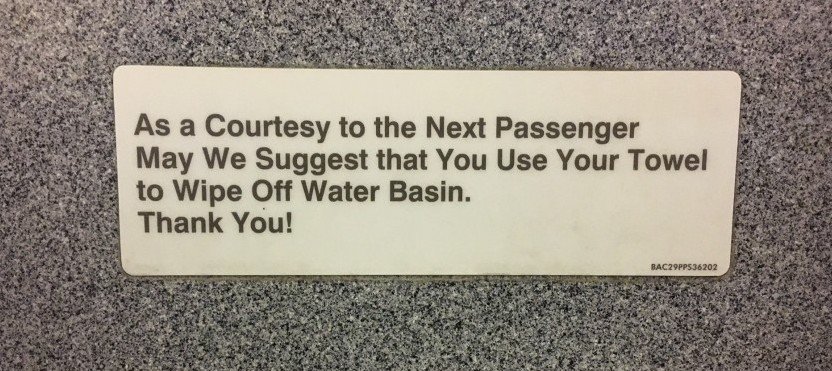 As a Courtesy to the Next Passenger
May We Suggest that You Use Your Towel
to Wipe Off Water Basin.
Thank You!
BAC29PPS36202